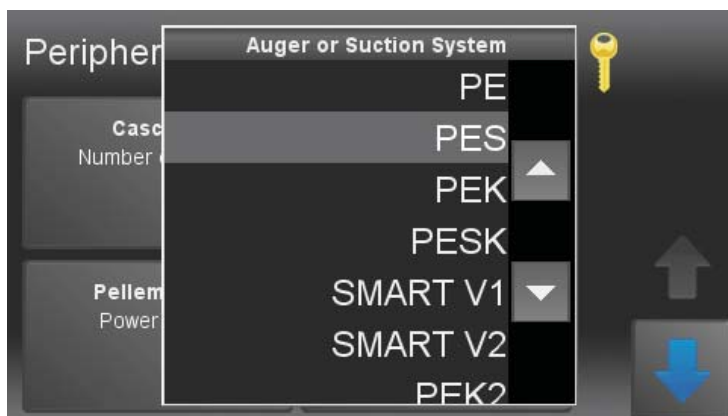 Peripher
Auger or Suction System
PE
Casc
Number
PES
PEK
PESK
Pellem
Power
SMART V1
SMART V2
PEK2